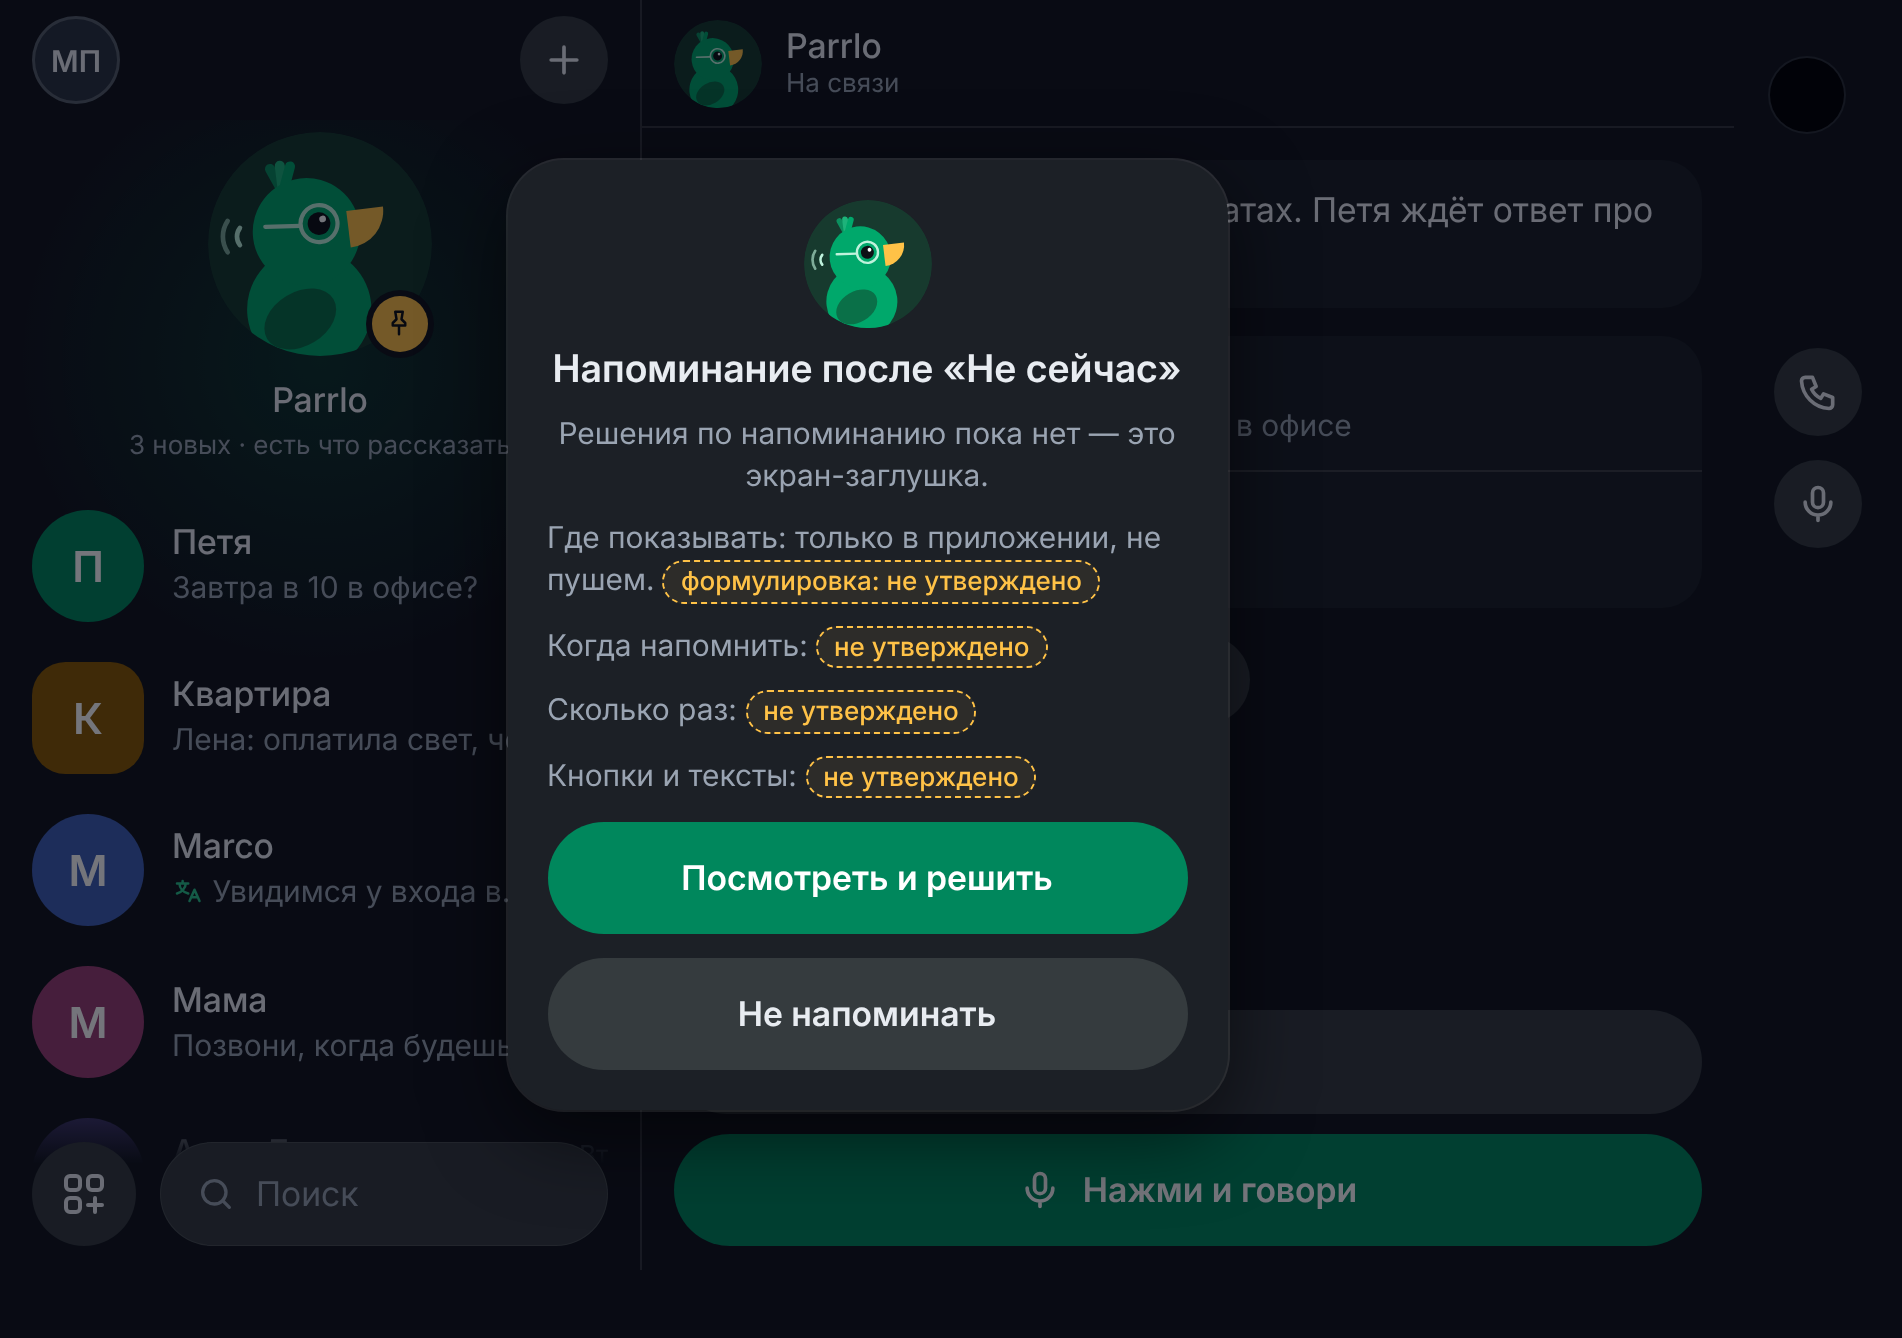 МП
Parrlo
На связи
Parrlo
3 новых · есть что рассказать
П
Петя
Завтра в 10 в офисе?
К
Квартира
Лена: оплатила свет,
М
Marco
Увидимся у входа в.
М
Мама
Позвони, когда будешь
Поиск
атах. Петя ждёт ответ про
в офисе
Напоминание после «Не сейчас»
Решения по напоминанию пока нет — это
экран-заглушка.
Где показывать: только в приложении, не
пушем. формулировка: не утверждено
Когда напомнить: не утверждено
Сколько раз: не утверждено
Кнопки и тексты: не утверждено
Посмотреть и решить
Не напоминать
Нажми и говори